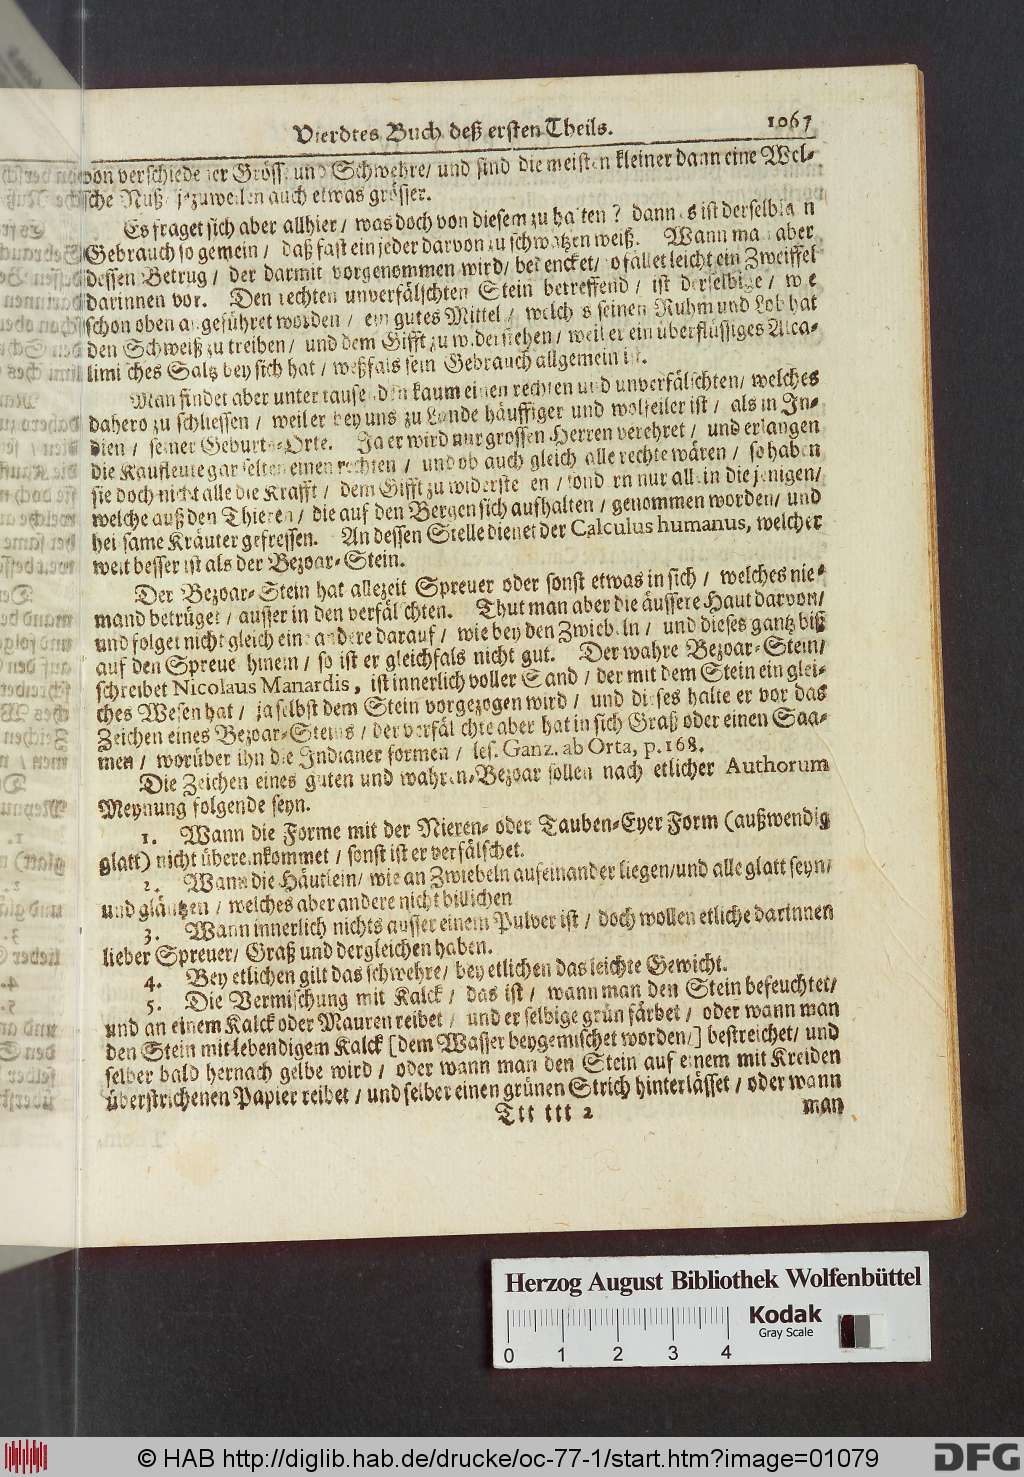 Vierdtes Buch deß ersten Theils. 1067
von verschiedener Grösse und Schwehre/ und sind die meisten kleiner dann eine Wel-
sche Nuß/ jezuweilen auch etwas grösser.
Es fraget sich aber allhier/ was doch von diesem zu halten? dann es ist derselbigen
Gebrauch so gemein/ daß fast ein jeder darvon zu schwatzen weiß. Wann man aber
dessen Betrug/ der darmit vorgenommen wird/ bedencket/ so fället leicht ein Zweiffel
darinnen vor. Den rechten unverfälschten Stein betreffend/ ist derselbige/ wie
schon oben angeführet worden/ ein gutes Mittel/ welches seinen Ruhm und Lob hat
den Schweiß zu treiben/ und dem Gifft zu widerstehen/ weil er ein überflüssiges Alca-
limisches Saltz bey sich hat/ weßfals sein Gebrauch allgemein ist.
Man findet aber unter tausenden kaum einen rechten und unverfälschten/ welches
dahero zu schliessen/ weil er bey uns zu Lande häuffiger und wolfeiler ist/ als in In-
dien/ seiner Geburts-Orte. Ja er wird nur grossen Herren verehret/ und erlangen
die Kaufleute gar selten einen rechten/ und ob auch gleich alle rechte wären/ so haben
sie doch nicht alle die Krafft/ dem Gifft zu widerstehen/ sondern nur allein die jenigen/
welche auß den Thieren/ die auf den Bergen sich aufhalten/ genommen worden/ und
heilsame Kräuter gefressen. An dessen Stelle dienet der Calculus humanus, welcher
weit besser ist als der Bezoar-Stein.
Der Bezoar-Stein hat allezeit Spreuer oder sonst etwas in sich/ welches nie-
mand betrüget/ ausser in den verfälschten. Thut man aber die äussere Haut darvon/
und folget nicht gleich eine andere darauf/ wie bey den Zwiebeln/ und dieses gantz biß
auf den Spreuer hinein/ so ist er gleichfals nicht gut. Der wahre Bezoar-Stein/
schreibet Nicolaus Manardis, ist innerlich voller Sand/ der mit dem Stein ein glei-
ches Wesen hat/ ja selbst dem Stein vorgezogen wird/ und dieses halte er vor das
Zeichen eines Bezoar-Steins/ der verfälschte aber hat in sich Graß oder einen Saa-
men/ worüber ihn die Indianer formen/ les. Ganz. ab Orta, p. 168.
Die Zeichen eines guten und wahren Bezoar sollen nach etlicher Authorum
Meynung folgende seyn.
1. Wann die Forme mit der Nieren- oder Tauben-Eyer Form (außwendig
glatt) nicht übereinkommet/ sonst ist er verfälschet.
2. Wann die Häutlein/ wie an Zwiebeln aufeinander liegen/ und alle glatt seyn/
und gläntzen/ welches aber andere nicht billichen
3. Wann innerlich nichts ausser einem Pulver ist/ doch wollen etliche darinnen
lieber Spreuer/ Graß und dergleichen haben.
4. Bey etlichen gilt das schwehre/ bey etlichen das leichte Gewicht.
5. Die Vermischung mit Kalck/ das ist/ wann man den Stein befeuchtet/
und an einem Kalck oder Mauren reibet/ und er selbige grün färbet/ oder wann man
den Stein mit lebendigem Kalck [dem Wasser beygemischet worden/] bestreichet/ und
selber bald hernach gelbe wird/ oder wann man den Stein auf einem mit Kreiden
überstrichenen Papier reibet/ und selber einen grünen Strich hinterlässet/ oder wann
Ttt ttt 2 man
Herzog August Bibliothek Wolfenbüttel
Kodak
Gray Scale
0 1 2 3 4
© HAB http://diglib.hab.de/drucke/oc-77-1/start.htm?image=01079
DFG